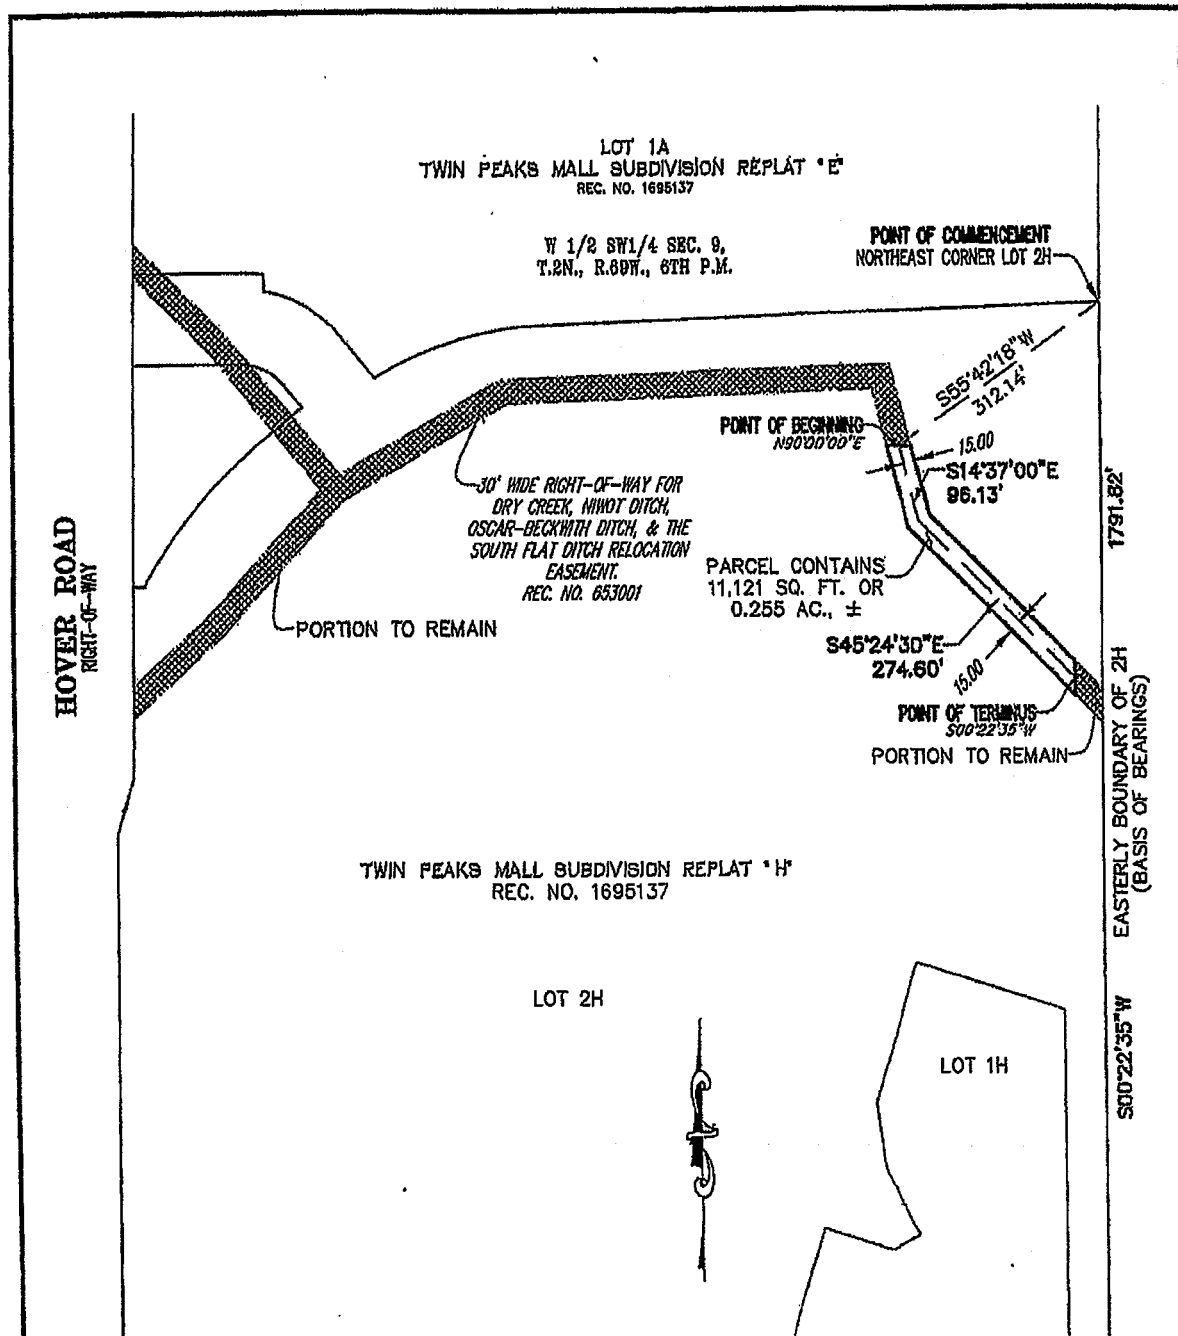 LOT 1A
TWIN PEAKS MALL SUBDIVISION REPLAT "E"
REC. NO. 1695137
W 1/2 SW1/4 SEC. 9,
T.2N., R.69W., 6TH P.M.
POINT OF COMMENCEMENT
NORTHEAST CORNER LOT 2H
S55°42'18"W
312.14'
POINT OF BEGINNING
N90°00'00"E
15.00
S14°37'00"E
96.13'
30' WIDE RIGHT-OF-WAY FOR
DRY CREEK, NIWOT DITCH,
OSCAR-BECKWITH DITCH, & THE
SOUTH FLAT DITCH RELOCATION
EASEMENT.
REC. NO. 653001
PARCEL CONTAINS
11,121 SQ. FT. OR
0.255 AC., ±
PORTION TO REMAIN
S45°24'30"E
274.60'
15.00
POINT OF TERMINUS
S00°22'35"W
PORTION TO REMAIN
HOVER ROAD
RIGHT-OF-WAY
1791.82'
EASTERLY BOUNDARY OF 2H
(BASIS OF BEARINGS)
S00°22'35"W
TWIN PEAKS MALL SUBDIVISION REPLAT "H"
REC. NO. 1695137
LOT 2H
LOT 1H